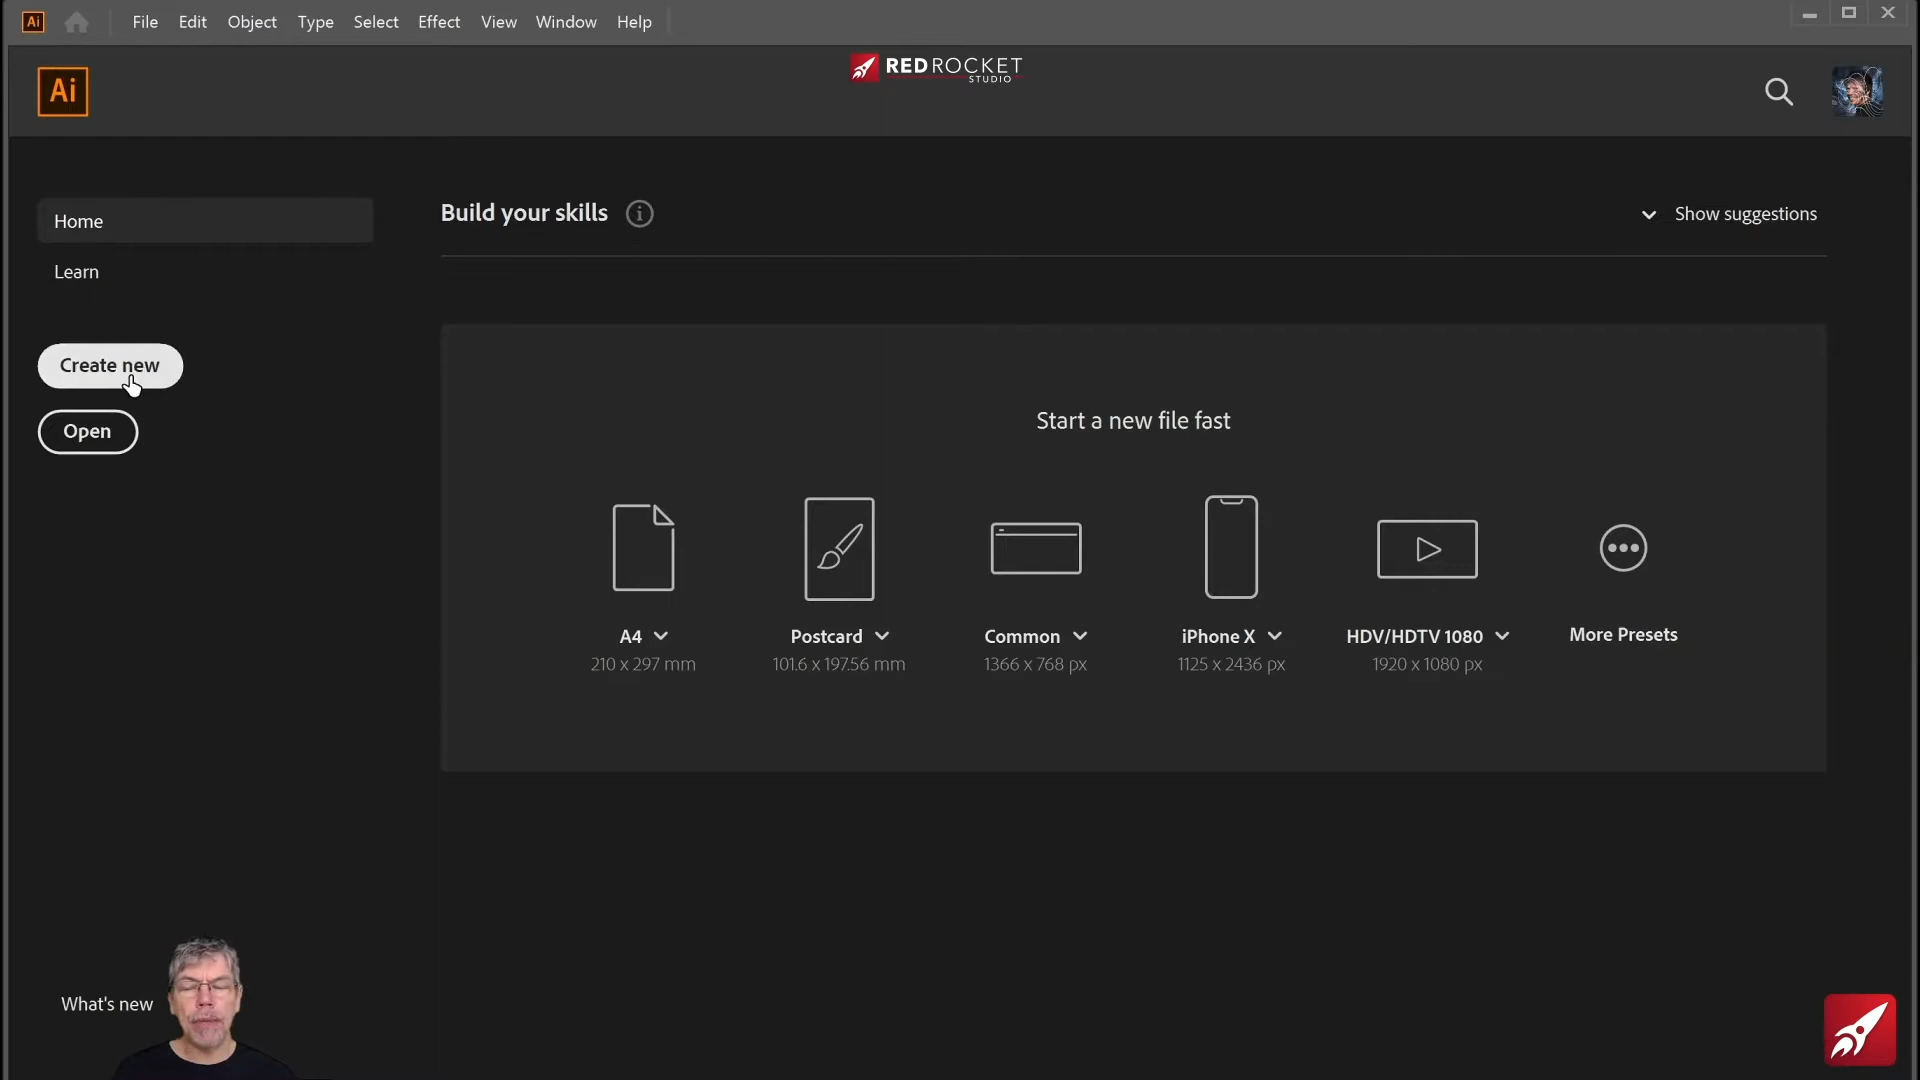 Ai
File Edit Object Type Select Effect View Window Help
Ai
REDROCKET
STUDIO
Home
Learn
Create new
Open
Build your skills
Show suggestions
Start a new file fast
A4
210 x 297 mm
Postcard
101.6 x 197.56 mm
Common
1366 x 768 px
iPhone X
1125 x 2436 px
HDV/HDTV 1080
1920 x 1080 px
More Presets
What's new